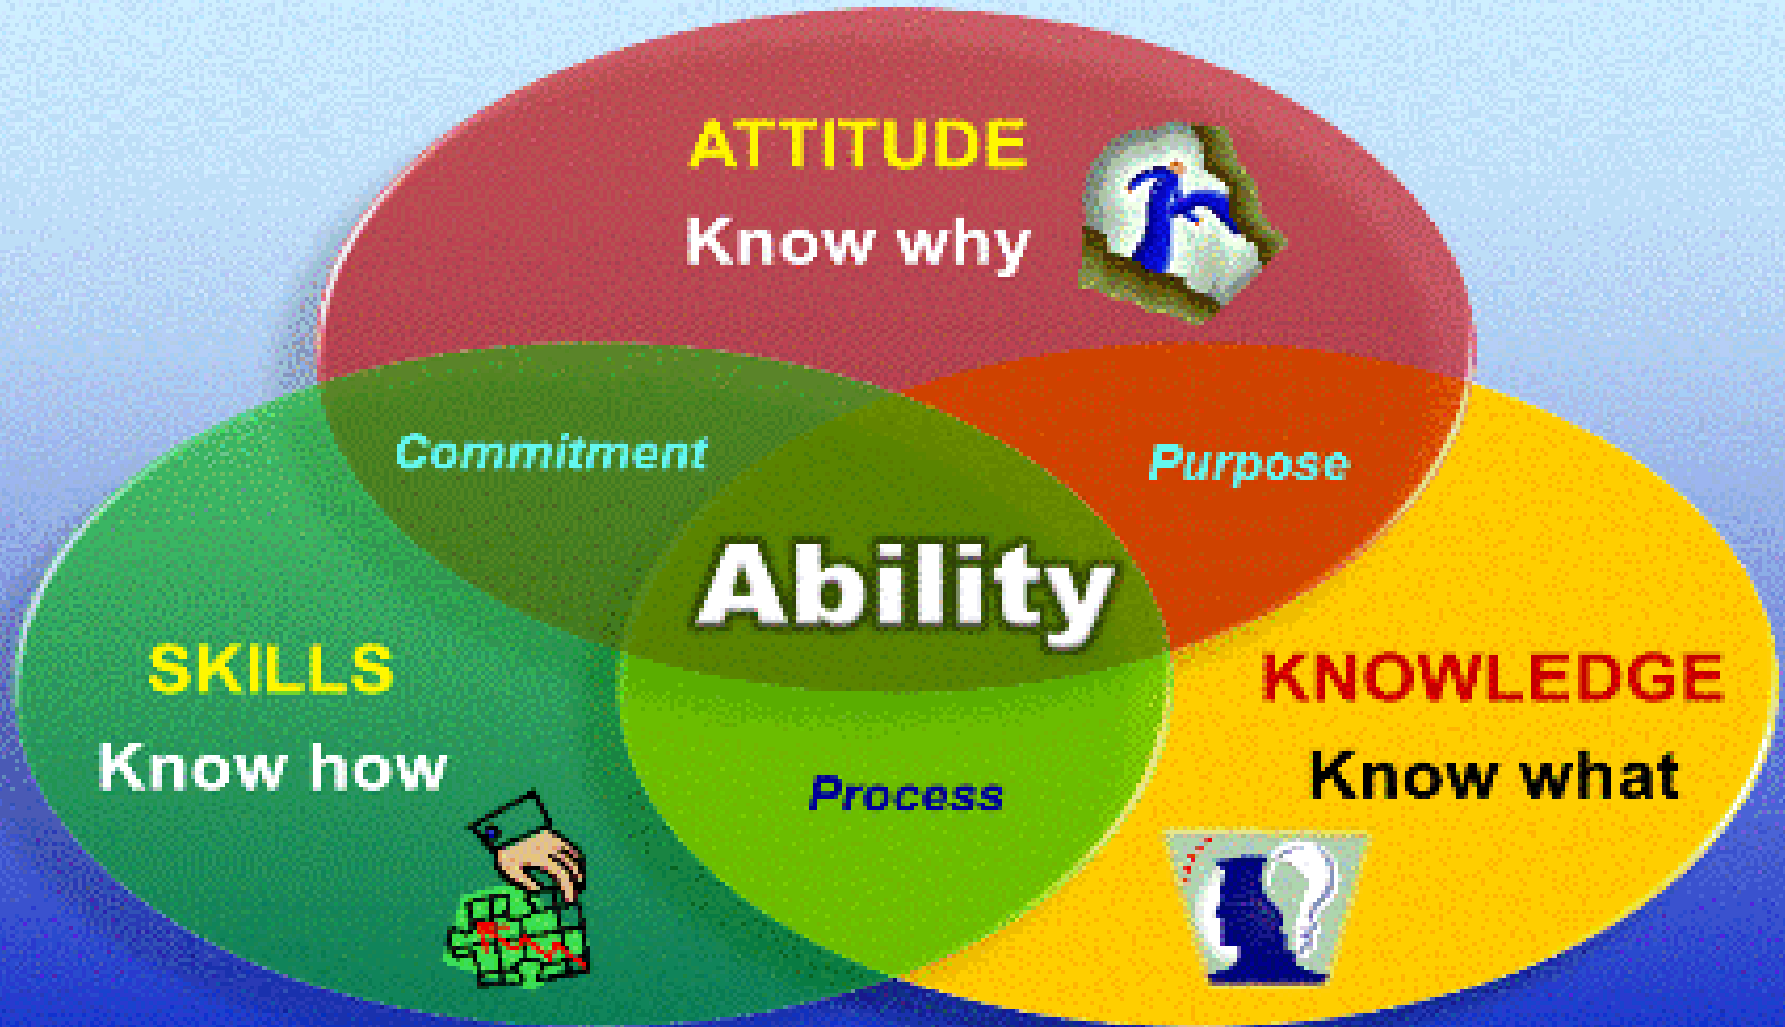 ATTITUDE
Know why
Commitment
Purpose
Ability
SKILLS
Know how
KNOWLEDGE
Know what
Process